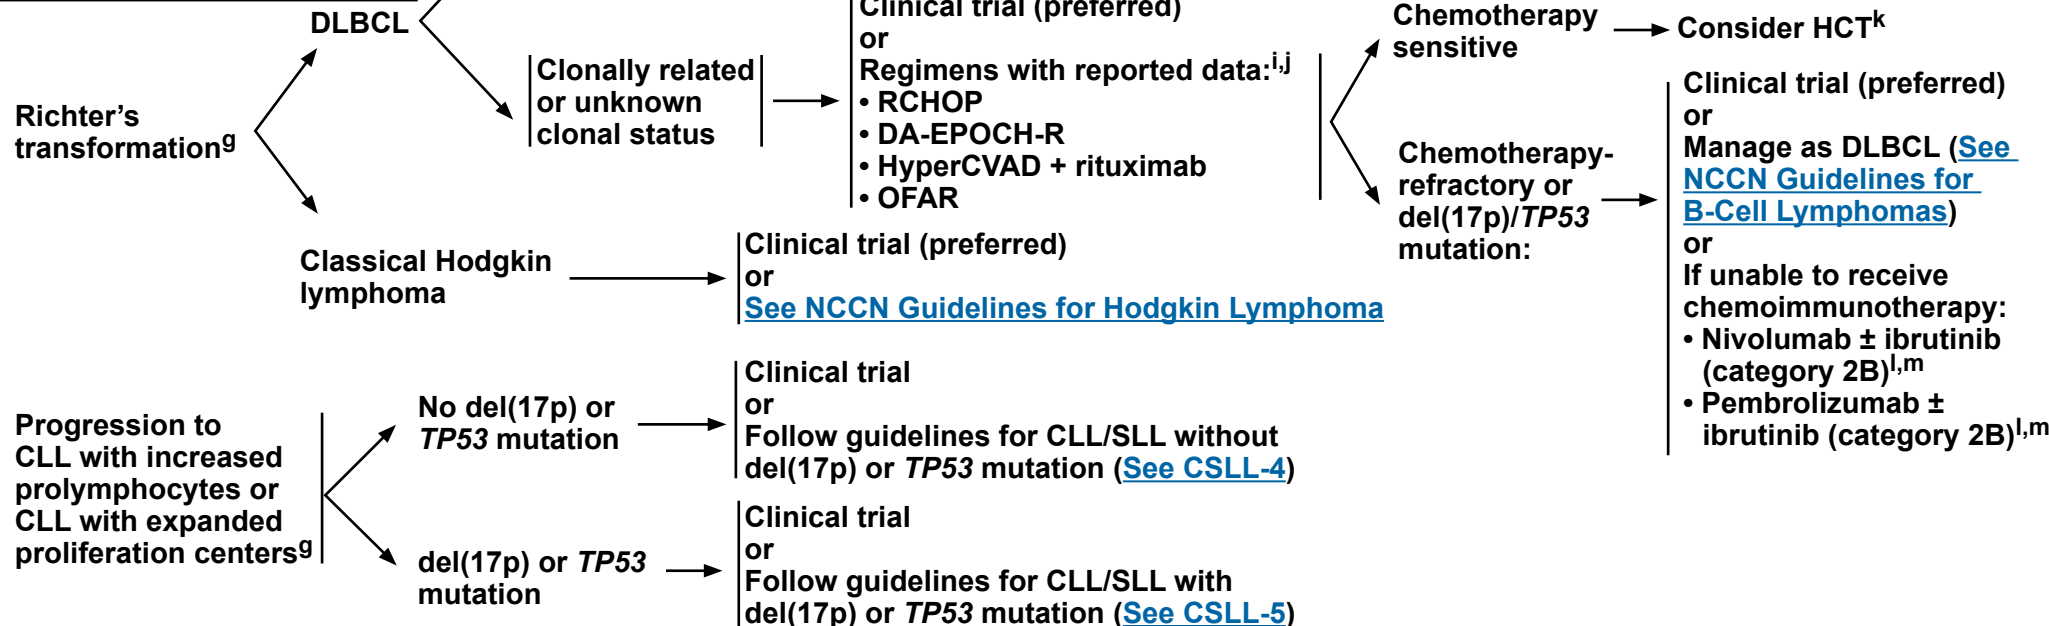 DLBCL
Richter’s
transformationg
Clonally related
or unknown
clonal status
Clinical trial (preferred)
or
Regimens with reported data:i,j
• RCHOP
• DA-EPOCH-R
• HyperCVAD + rituximab
• OFAR
Chemotherapy
sensitive
Consider HCTk
Chemotherapy-
refractory or
del(17p)/TP53
mutation:
Clinical trial (preferred)
or
Manage as DLBCL (See
NCCN Guidelines for
B-Cell Lymphomas)
or
If unable to receive
chemoimmunotherapy:
• Nivolumab ± ibrutinib
(category 2B)l,m
• Pembrolizumab ±
ibrutinib (category 2B)l,m
Classical Hodgkin
lymphoma
Clinical trial (preferred)
or
See NCCN Guidelines for Hodgkin Lymphoma
Progression to
CLL with increased
prolymphocytes or
CLL with expanded
proliferation centersg
No del(17p) or
TP53 mutation
Clinical trial
or
Follow guidelines for CLL/SLL without
del(17p) or TP53 mutation (See CSLL-4)
del(17p) or TP53
mutation
Clinical trial
or
Follow guidelines for CLL/SLL with
del(17p) or TP53 mutation (See CSLL-5)